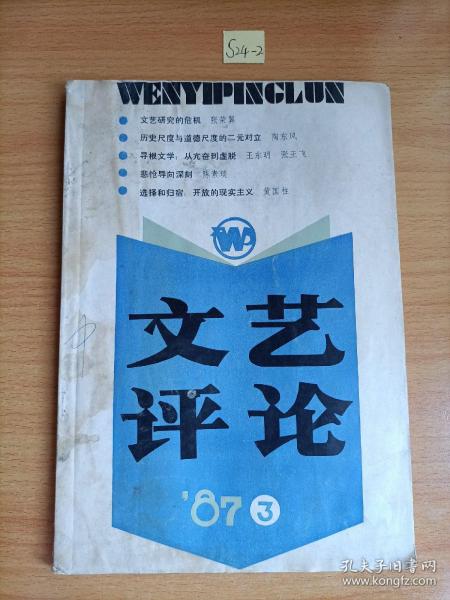 S24-2
WENYIPINGLUN
文艺研究的危机 张荣翼
历史尺度与道德尺度的二元对立 陶东风
寻根文学：从亢奋到虚脱 王东明 张王飞
悲怆导向深刻 陈素琰
选择和归宿：开放的现实主义 黄国柱
W
文艺
评论
'87 3
孔夫子旧书网
www.kongfz.com